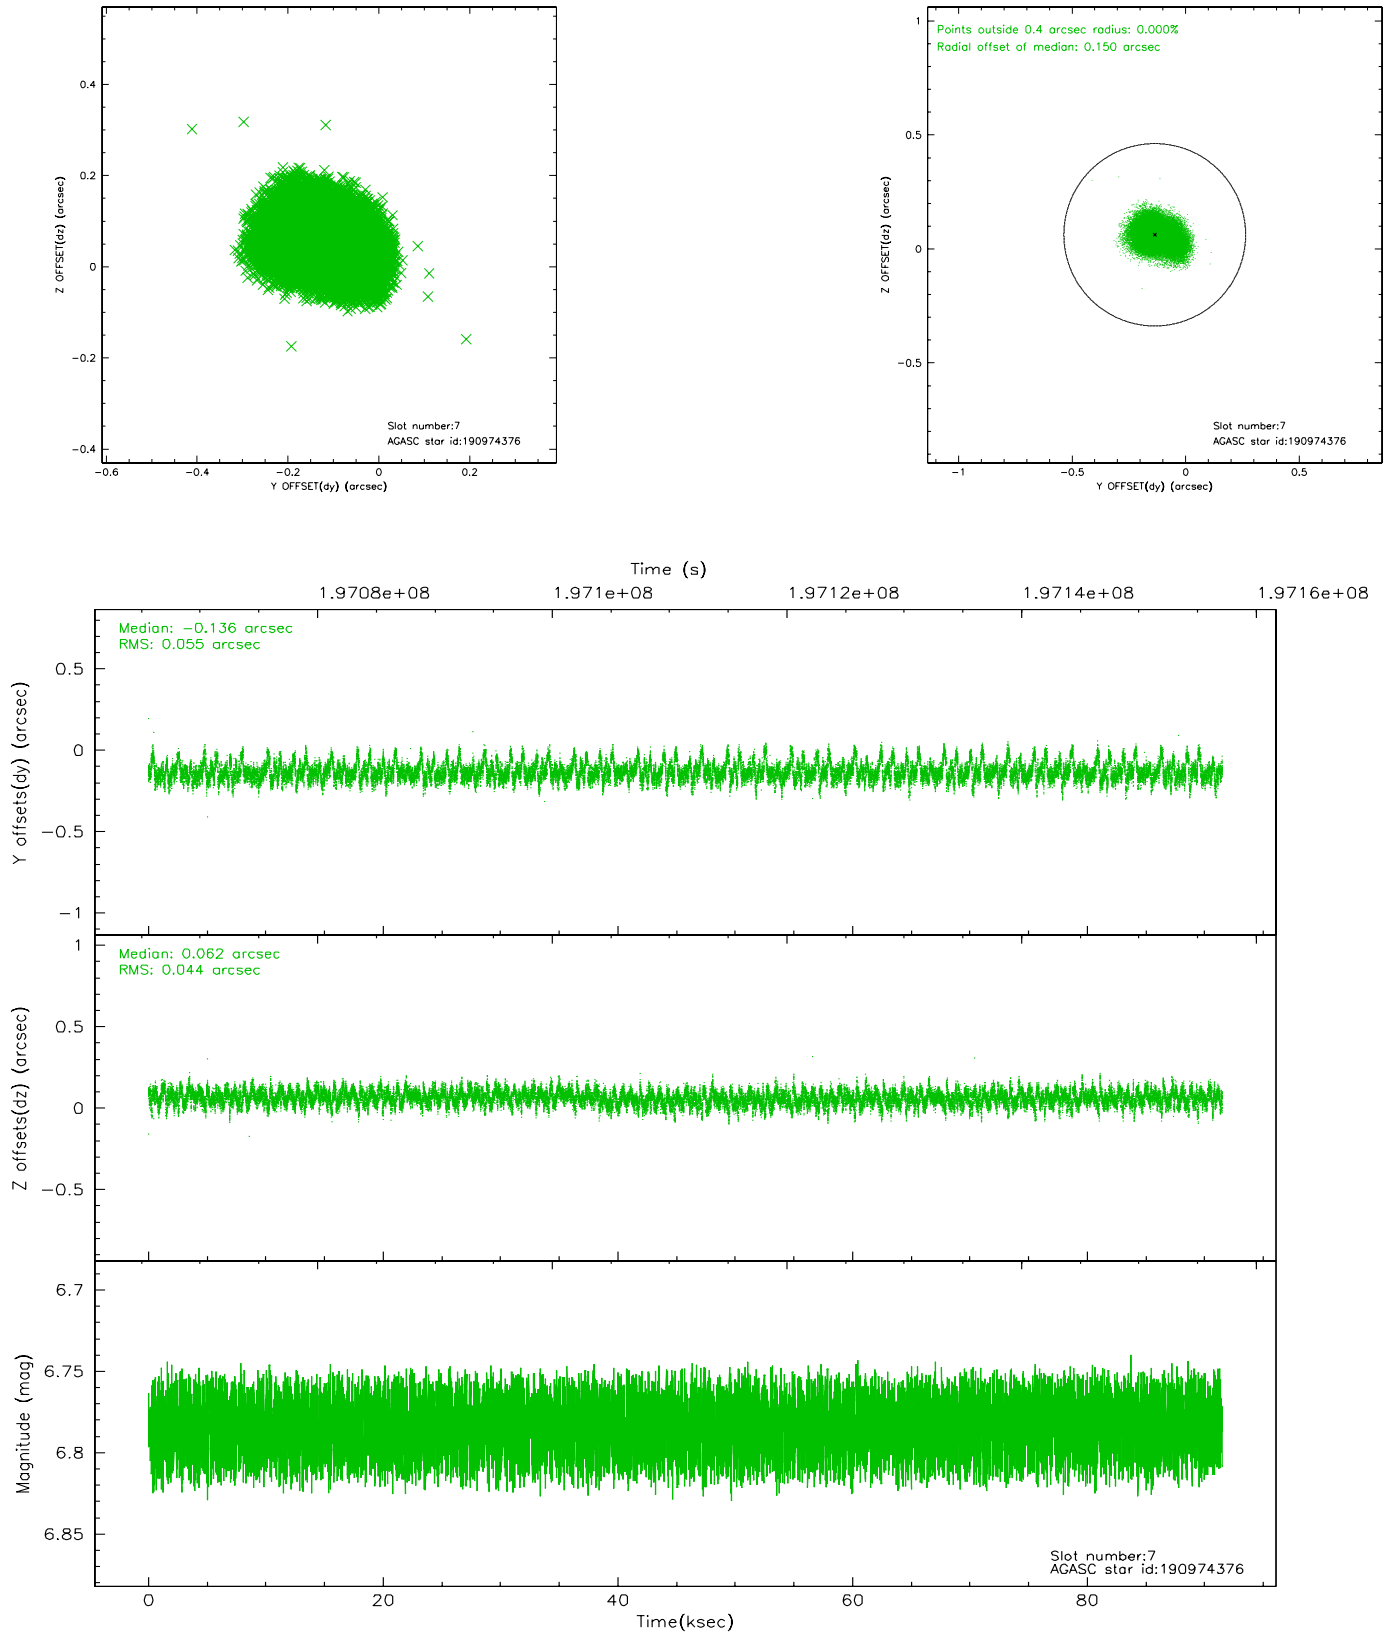 0.4
0.2
0
−0.2
−0.4
Z OFFSET(dz) (arcsec)
Slot number:7
AGASC star id:190974376
−0.6 −0.4 −0.2 0 0.2
Y OFFSET(dy) (arcsec)
Points outside 0.4 arcsec radius: 0.000%
Radial offset of median: 0.150 arcsec
1
0.5
0
−0.5
Z OFFSET(dz) (arcsec)
Slot number:7
AGASC star id:190974376
−1 −0.5 0 0.5
Y OFFSET(dy) (arcsec)
Time (s)
1.9708e+08 1.971e+08 1.9712e+08 1.9714e+08 1.9716e+08
Median: −0.136 arcsec
RMS: 0.055 arcsec
0.5
0
−0.5
−1
Y offsets(dy) (arcsec)
Median: 0.062 arcsec
RMS: 0.044 arcsec
1
0.5
0
−0.5
Z offsets(dz) (arcsec)
6.7
6.75
6.8
6.85
Magnitude (mag)
Slot number:7
AGASC star id:190974376
0 20 40 60 80
Time(ksec)